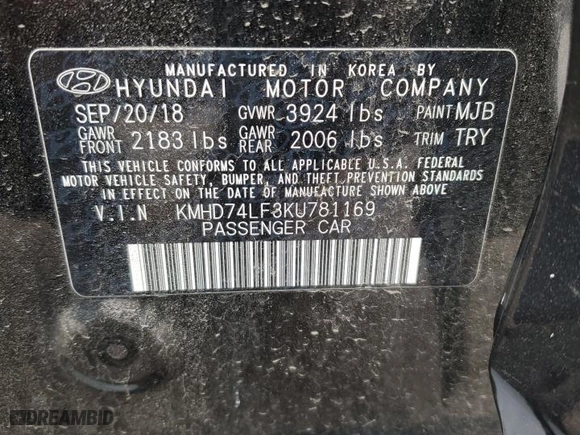 MANUFACTURED IN KOREA BY
HYUNDAI MOTOR COMPANY
SEP/20/18 GVWR 3924 lbs PAINT MJB
GAWR FRONT 2183 lbs GAWR REAR 2006 lbs TRIM TRY
THIS VEHICLE CONFORMS TO ALL APPLICABLE U.S.A. FEDERAL
MOTOR VEHICLE SAFETY, BUMPER, AND THEFT PREVENTION STANDARDS
IN EFFECT ON THE DATE OF MANUFACTURE SHOWN ABOVE
V.I.N KMHD74LF3KU781169
PASSENGER CAR
DREAMBID